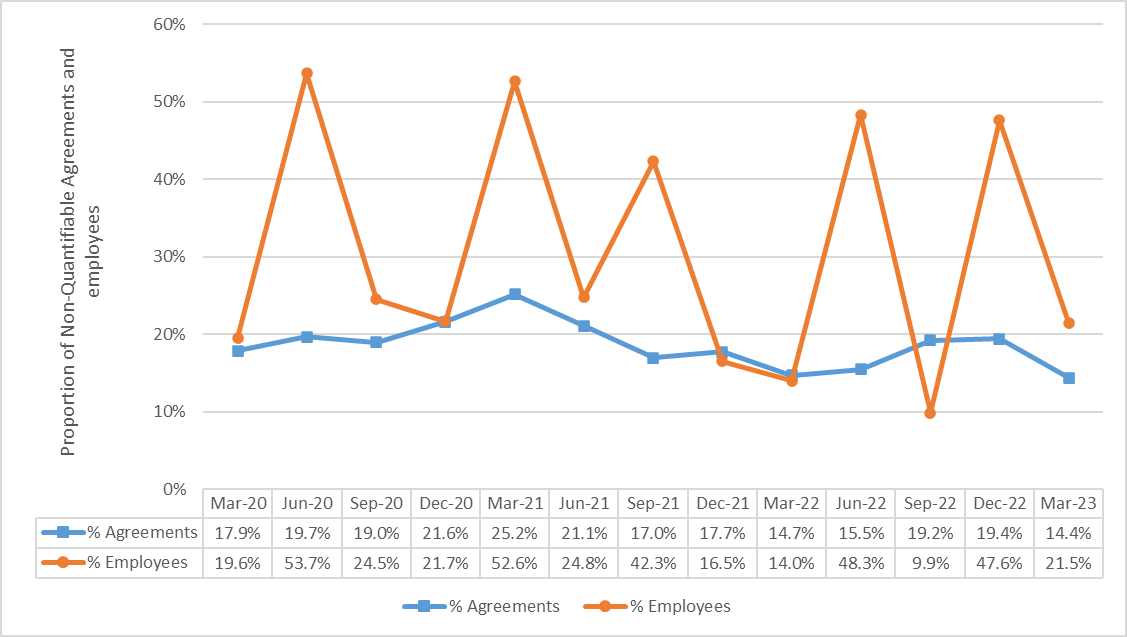 Proportion of Non-Quantifiable Agreements and
employees
60%
50%
40%
30%
20%
10%
0%
Mar-20 Jun-20 Sep-20 Dec-20 Mar-21 Jun-21 Sep-21 Dec-21 Mar-22 Jun-22 Sep-22 Dec-22 Mar-23
% Agreements 17.9% 19.7% 19.0% 21.6% 25.2% 21.1% 17.0% 17.7% 14.7% 15.5% 19.2% 19.4% 14.4%
% Employees 19.6% 53.7% 24.5% 21.7% 52.6% 24.8% 42.3% 16.5% 14.0% 48.3% 9.9% 47.6% 21.5%
% Agreements % Employees